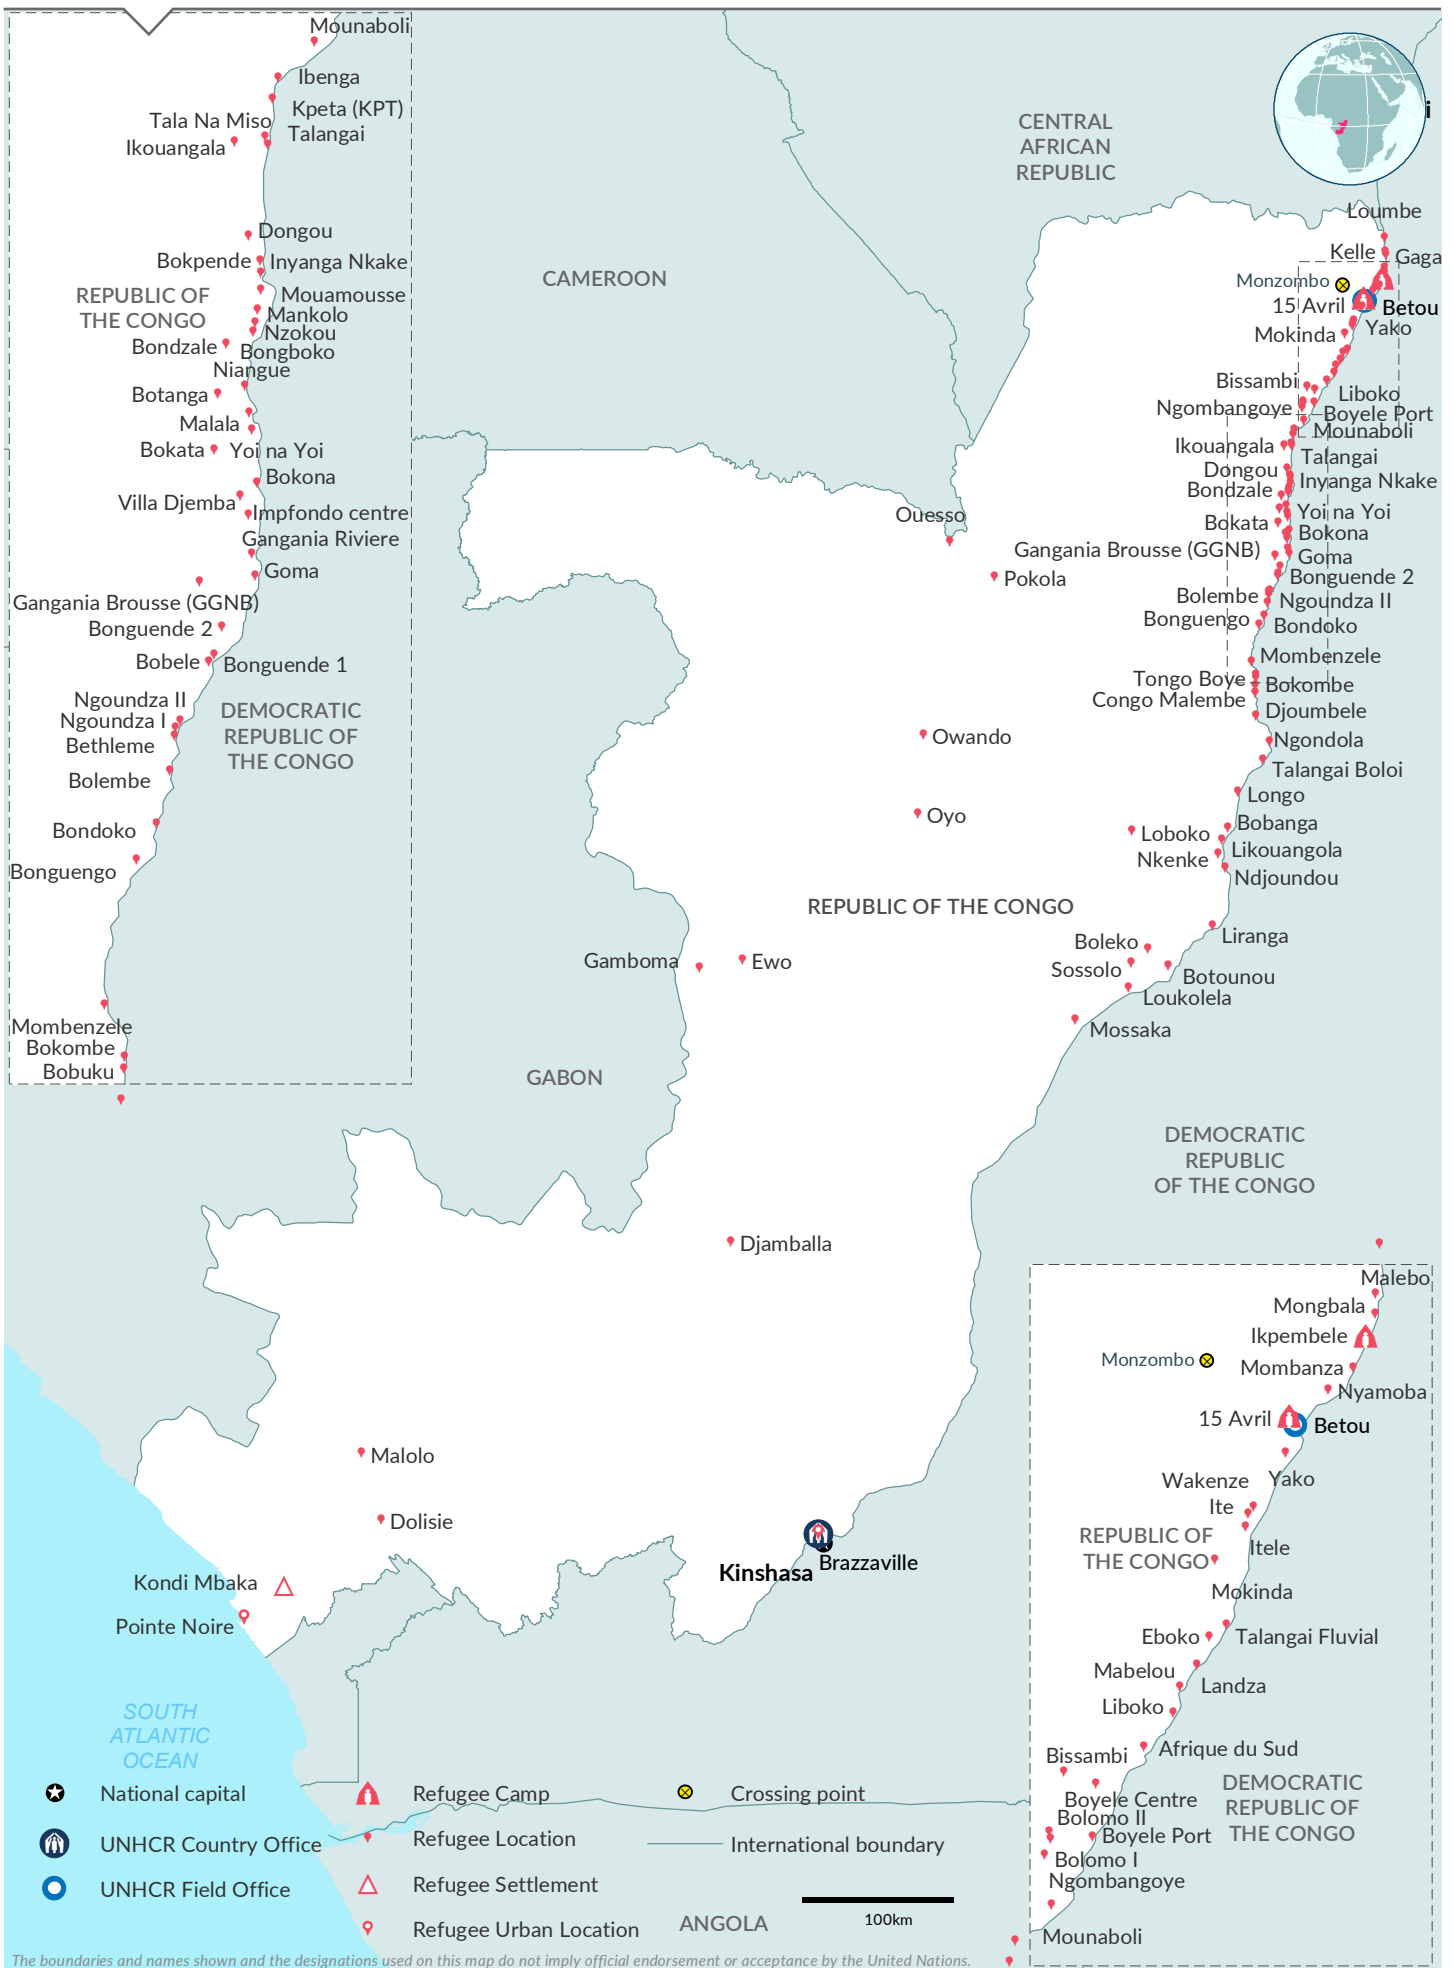 Mounaboli
Ibenga
Kpeta (KPT)
Tala Na Miso
Talangai
Ikouangala
Dongou
Bokpende
Inyanga Nkake
REPUBLIC OF
THE CONGO
Mouamousse
Mankolo
Nzokou
Bondzale
Bongboko
Niangue
Botanga
Malala
Bokata
Yoi na Yoi
Bokona
Villa Djemba
Impfondo centre
Gangania Riviere
Goma
Gangania Brousse (GGNB)
Bonguende 2
Bobele
Bonguende 1
Ngoundza II
Ngoundza I
Bethleme
DEMOCRATIC
REPUBLIC OF
THE CONGO
Bolembe
Bondoko
Bonguengo
Mombenzele
Bokombe
Bobuku
CENTRAL
AFRICAN
REPUBLIC
CAMEROON
i
Loumbe
Kelle
Gaga
Monzombo
15 Avril
Betou
Mokinda
Yako
Bissambi
Liboko
Ngombangoye
Boyele Port
Mounaboli
Ikouangala
Talangai
Dongou
Inyanga Nkake
Bondzale
Yoi na Yoi
Bokata
Bokona
Gangania Brousse (GGNB)
Goma
Bonguende 2
Bolembe
Ngoundza II
Bonguengo
Bondoko
Mombenzele
Tongo Boye
Bokombe
Congo Malembe
Djoumbele
Ngondola
Talangai Boloi
Longo
Bobanga
Loboko
Likouangola
Nkenke
Ndjoundou
Liranga
Boleko
Sossolo
Botounou
Loukolela
Mossaka
Ouesso
Pokola
Owando
Oyo
REPUBLIC OF THE CONGO
Gamboma
Ewo
GABON
DEMOCRATIC
REPUBLIC
OF THE CONGO
Djamballa
Malolo
Dolisie
Kinshasa
Brazzaville
Kondi Mbaka
Pointe Noire
SOUTH
ATLANTIC
OCEAN
Malebo
Mongbala
Ikpembele
Monzombo
Mombanza
Nyamoba
15 Avril
Betou
Wakenze
Yako
Ite
REPUBLIC OF
THE CONGO
Itele
Mokinda
Eboko
Talangai Fluvial
Mabelou
Landza
Liboko
Bissambi
Afrique du Sud
DEMOCRATIC
REPUBLIC OF
THE CONGO
Boyele Centre
Bolomo II
Boyele Port
Bolomo I
Ngombangoye
Mounaboli
National capital
UNHCR Country Office
UNHCR Field Office
Refugee Camp
Refugee Location
Refugee Settlement
Refugee Urban Location
Crossing point
International boundary
100km
ANGOLA
The boundaries and names shown and the designations used on this map do not imply official endorsement or acceptance by the United Nations.